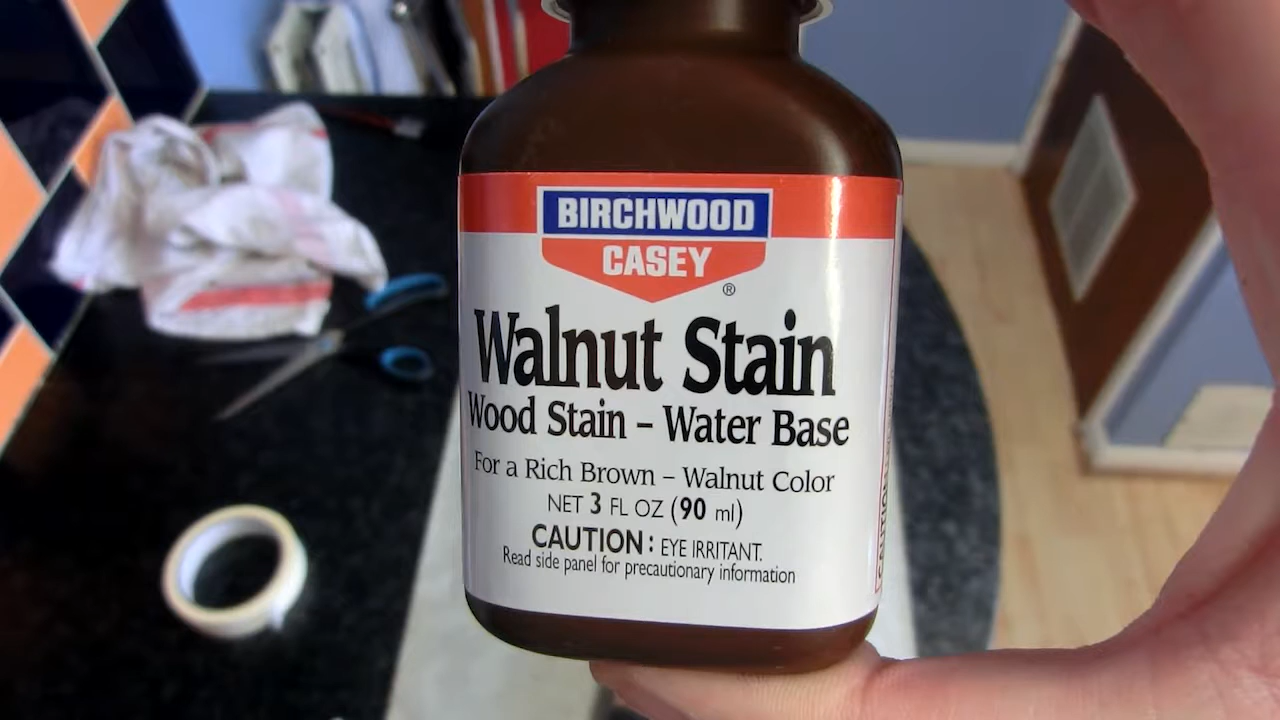 BIRCHWOOD
CASEY
®
Walnut Stain
Wood Stain – Water Base
For a Rich Brown – Walnut Color
NET 3 FL OZ (90 ml)
CAUTION: EYE IRRITANT.
Read side panel for precautionary information
CAUTION: